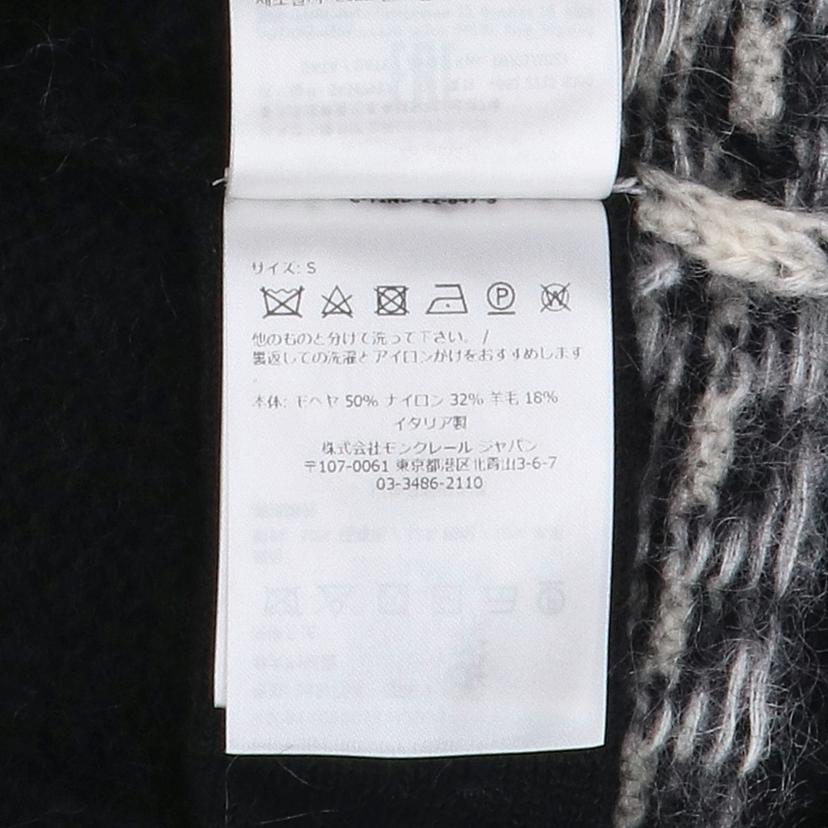 サイズ: S
P
W
他のものと分けて洗って下さい。 /
裏返しての洗濯とアイロンがけをおすすめします
.
本体: モヘヤ 50% ナイロン 32% 羊毛 18%
イタリア製
株式会社モンクレール ジャパン
〒107-0061 東京都港区北青山3-6-7
03-3486-2110